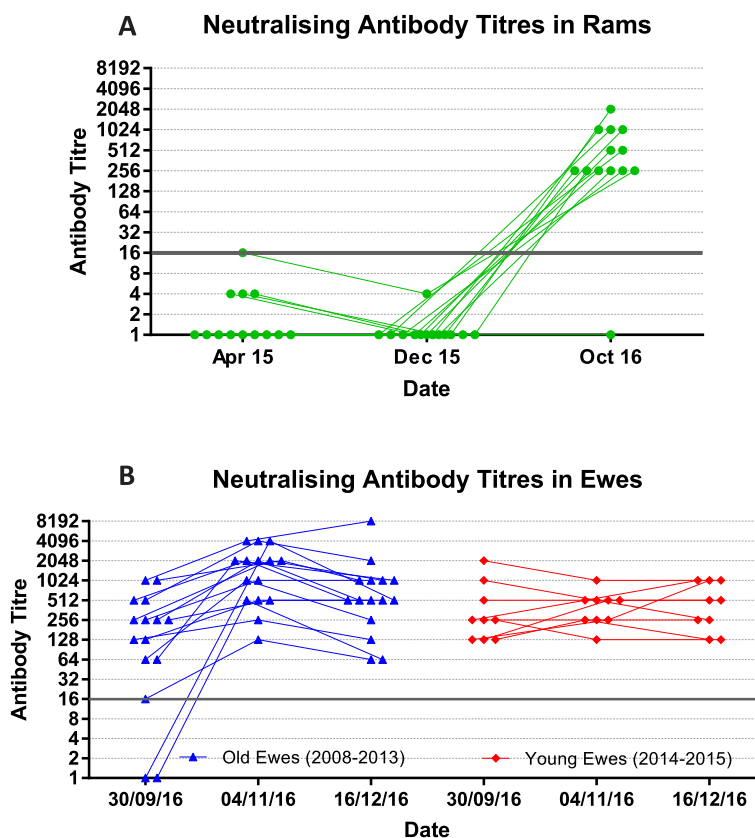 A
Neutralising Antibody Titres in Rams
Antibody Titre
8192
4096
2048
1024
512
256
128
64
32
16
8
4
2
1
Apr 15 Dec 15 Oct 16
Date
B
Neutralising Antibody Titres in Ewes
Antibody Titre
8192
4096
2048
1024
512
256
128
64
16
8
4
2
1
Old Ewes (2008-2013) Young Ewes (2014-2015)
30/09/16 04/11/16 16/12/16 30/09/16 04/11/16 16/12/16
Date